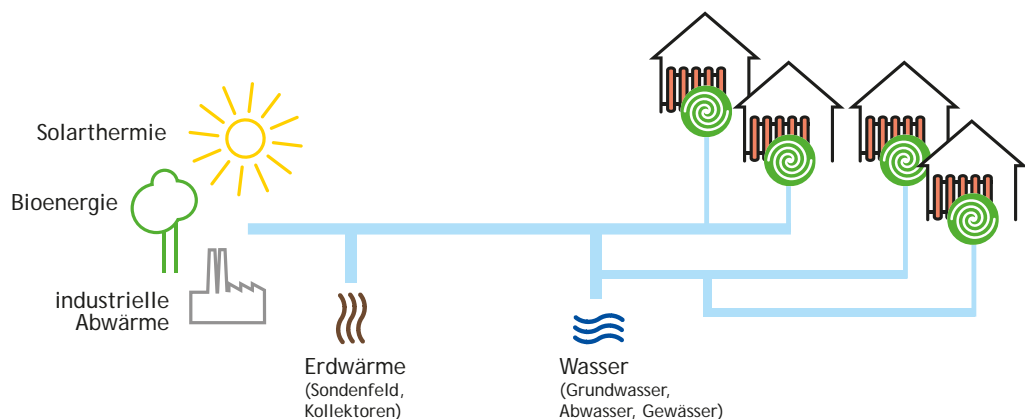 Solarthermie
Bioenergie
industrielle
Abwärme
Erdwärme
(Sondenfeld,
Kollektoren)
Wasser
(Grundwasser,
Abwasser, Gewässer)